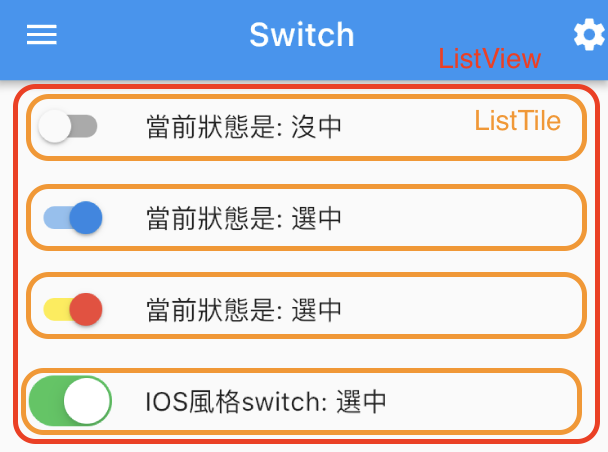 Switch
ListView
當前狀態是: 沒中
ListTile
當前狀態是: 選中
當前狀態是: 選中
IOS風格switch: 選中